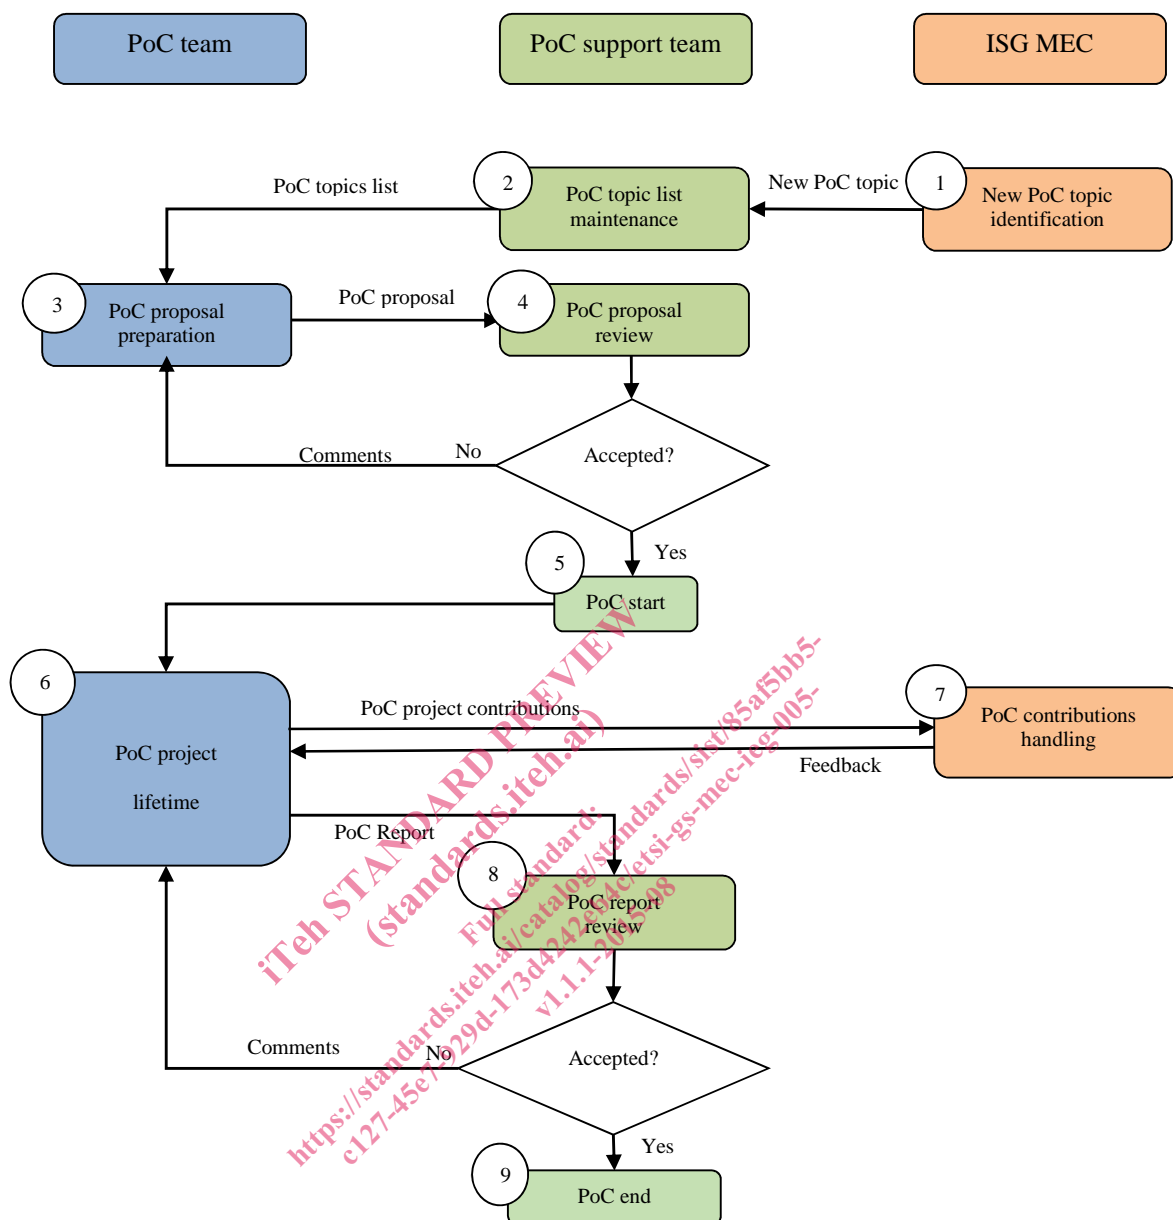 PoC team
PoC support team
ISG MEC
PoC topics list
2
PoC topic list
maintenance
New PoC topic
1
New PoC topic
identification
3
PoC proposal
preparation
PoC proposal
4
PoC proposal
review
Comments
No
Accepted?
Yes
5
PoC start
6
PoC project
lifetime
PoC project contributions
7
PoC contributions
handling
Feedback
PoC Report
8
PoC report
review
Comments
No
Accepted?
Yes
9
PoC end
iTeh STANDARD PREVIEW
(standards.iteh.ai)
Full standard:
https://standards.iteh.ai/catalog/standards/sist/85af5bb5-
c127-45e7-929d-173d4242eb4c/etsi-gs-mec-ieg-005-
v1.1.1-2015-08